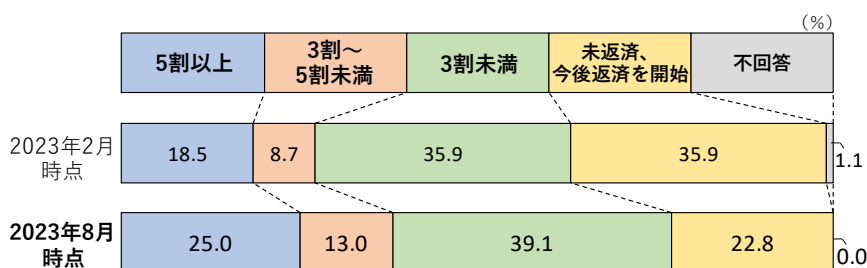 (%)
5割以上
3割～
5割未満
3割未満
未返済、
今後返済を開始
不回答
2023年2月
時点
18.5
8.7
35.9
35.9
1.1
2023年8月
時点
25.0
13.0
39.1
22.8
0.0